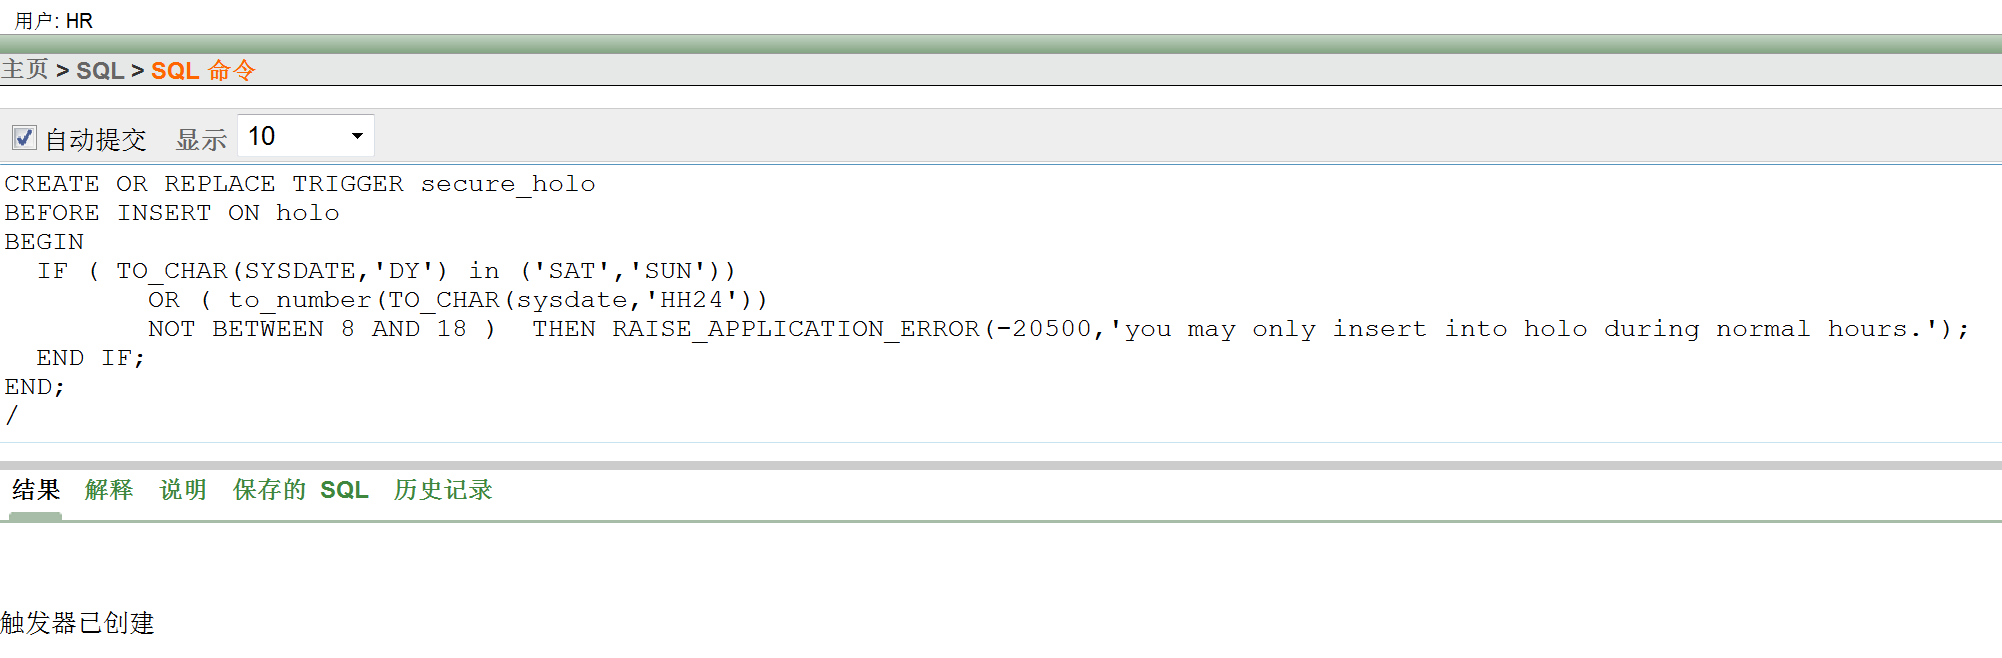 用户: HR
主页 > SQL > SQL 命令
自动提交 显示 10
CREATE OR REPLACE TRIGGER secure_holo
BEFORE INSERT ON holo
BEGIN
  IF ( TO_CHAR(SYSDATE,'DY') in ('SAT','SUN'))
         OR ( to_number(TO_CHAR(sysdate,'HH24'))
         NOT BETWEEN 8 AND 18 )  THEN RAISE_APPLICATION_ERROR(-20500,'you may only insert into holo during normal hours.');
  END IF;
END;
/
结果 解释 说明 保存的 SQL 历史记录
触发器已创建